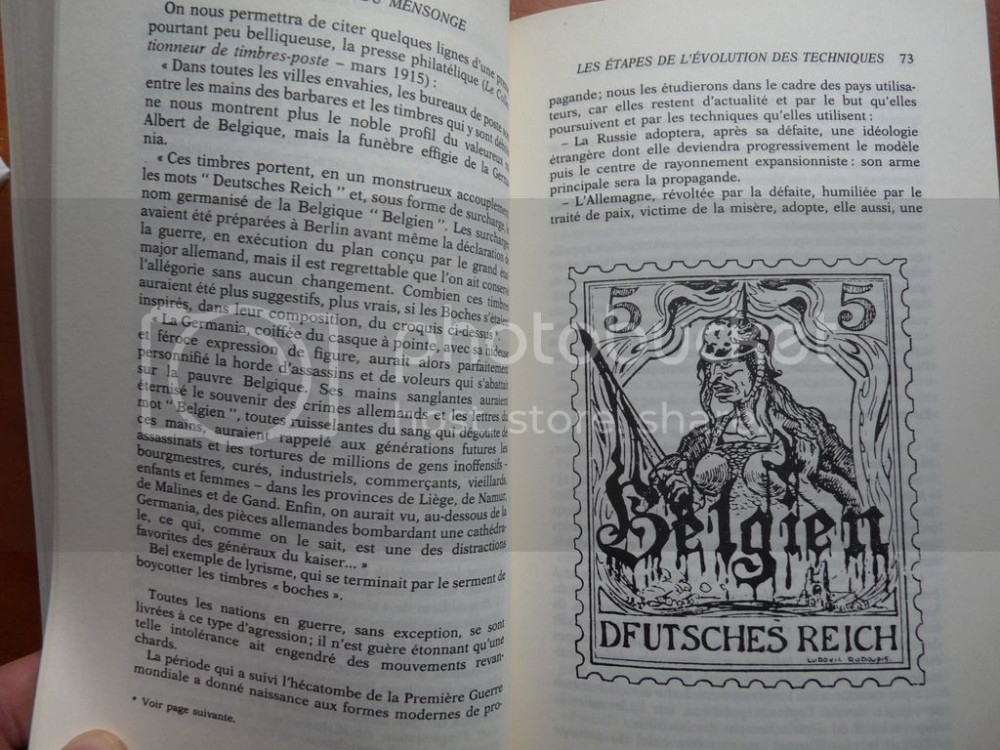 DU MENSONGE
On nous permettra de citer quelques lignes d'une
pourtant peu belliqueuse, la presse philatélique (Le
tionneur de timbres-poste – mars 1915) :
« Dans toutes les villes envahies, les bureaux de poste
entre les mains des barbares et les timbres qui y sont
ne nous montrent plus le noble profil du valeureux
Albert de Belgique, mais la funèbre effigie de la Germa-
nia.
« Ces timbres portent, en un monstrueux accouplement,
les mots " Deutsches Reich " et, sous forme de surcharge, le
nom germanisé de la Belgique " Belgien ". Les surcharges
avaient été préparées à Berlin avant même la déclaration de
la guerre, en exécution du plan conçu par le grand état-
major allemand, mais il est regrettable que l'on ait conservé
l'allégorie sans aucun changement. Combien ces timbres
auraient été plus suggestifs, plus vrais, si les Boches s'étaient
inspirés, dans leur composition, du croquis ci-dessus*.
« La Germania, coiffée du casque à pointe, avec sa hideuse
et féroce expression de figure, aurait alors parfaitement
personnifié la horde d'assassins et de voleurs qui s'abattait
sur la pauvre Belgique. Ses mains sanglantes auraient
éternisé le souvenir des crimes allemands et les lettres du
mot " Belgien ", toutes ruisselantes du sang qui dégoutte de
ces mains, auraient rappelé aux générations futures les
assassinats et les tortures de millions de gens inoffensifs -
bourgmestres, curés, industriels, commerçants, vieillards,
enfants et femmes – dans les provinces de Liège, de Namur,
de Malines et de Gand. Enfin, on aurait vu, au-dessous de la
Germania, des pièces allemandes bombardant une cathédra-
le, ce qui, comme on le sait, est une des distractions
favorites des généraux du kaiser... »
Bel exemple de lyrisme, qui se terminait par le serment de
boycotter les timbres « boches ».
Toutes les nations en guerre, sans exception, se sont
livrées à ce type d'agression; il n'est guère étonnant qu'une
telle intolérance ait engendré des mouvements revan-
chards.
La période qui a suivi l'hécatombe de la Première Guerre
mondiale a donné naissance aux formes modernes de pro-
* Voir page suivante.
LES ÉTAPES DE L'ÉVOLUTION DES TECHNIQUES 73
pagande; nous les étudierons dans le cadre des pays utilisa-
teurs, car elles restent d'actualité et par le but qu'elles
poursuivent et par les techniques qu'elles utilisent :
– La Russie adoptera, après sa défaite, une idéologie
étrangère dont elle deviendra progressivement le modèle
puis le centre de rayonnement expansionniste : son arme
principale sera la propagande.
– L'Allemagne, révoltée par la défaite, humiliée par le
traité de paix, victime de la misère, adopte, elle aussi, une
5 5
Belgien
DFUTSCHES REICH
photobucket
host. store. share.